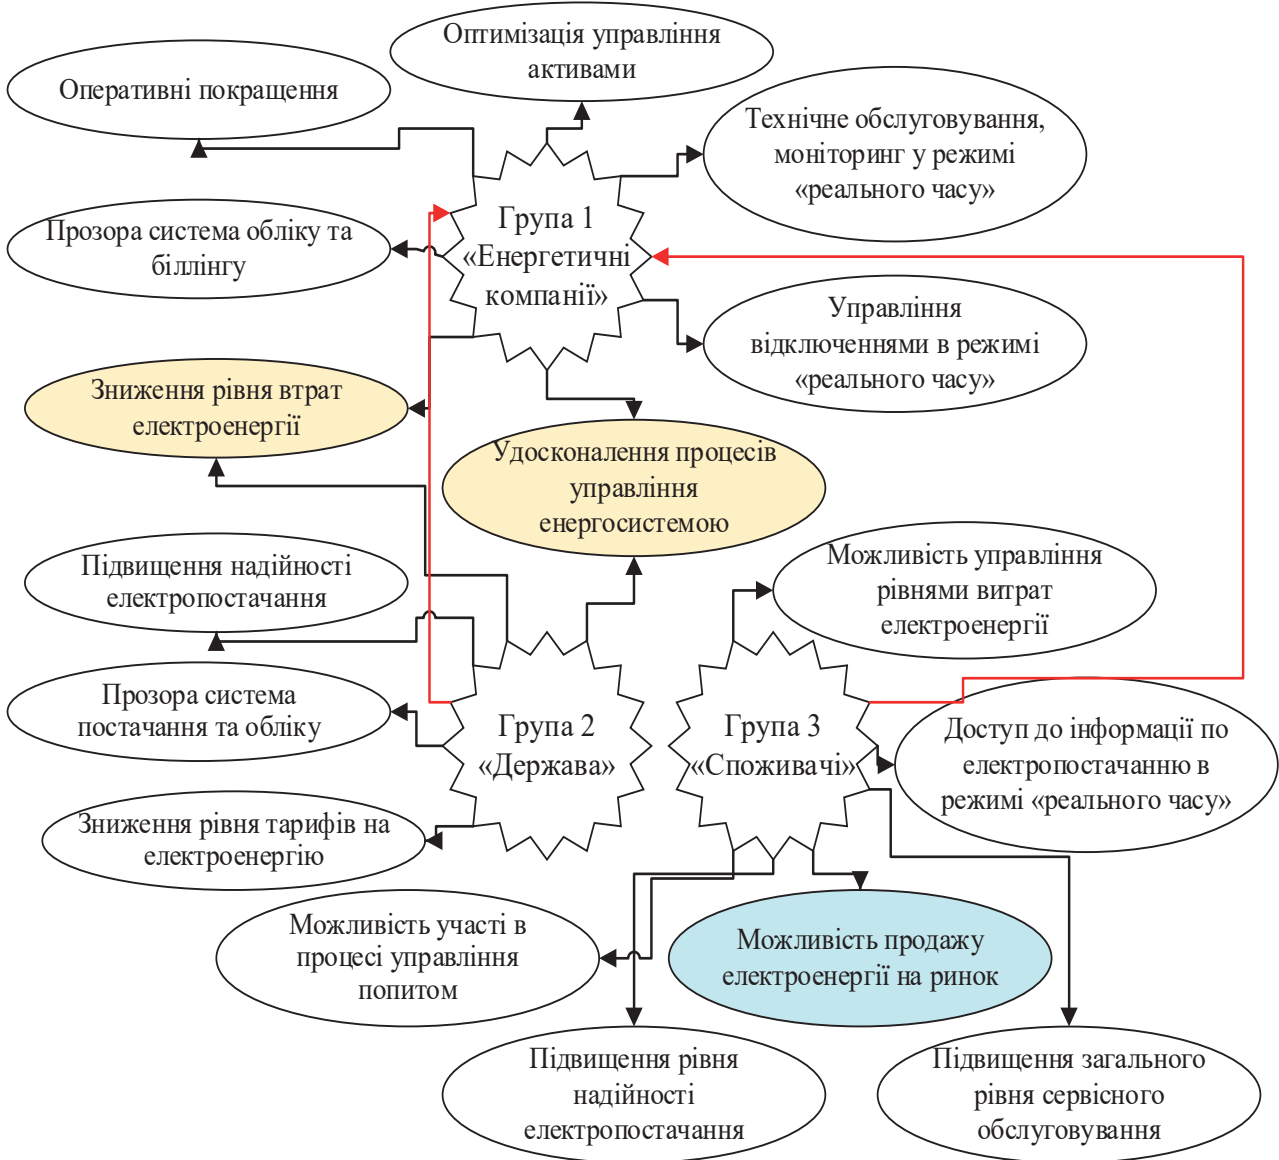 Оптимізація управління
активами
Оперативні покращення
Технічне обслуговування,
моніторинг у режимі
«реального часу»
Група 1
«Енергетичні
компанії»
Прозора система обліку та
біллінгу
Управління
відключеннями в режимі
«реального часу»
Зниження рівня втрат
електроенергії
Удосконалення процесів
управління
енергосистемою
Підвищення надійності
електропостачання
Можливість управління
рівнями витрат
електроенергії
Прозора система
постачання та обліку
Група 2
«Держава»
Група 3
«Споживачі»
Доступ до інформації по
електропостачанню в
режимі «реального часу»
Зниження рівня тарифів на
електроенергію
Можливість участі в
процесі управління
попитом
Можливість продажу
електроенергії на ринок
Підвищення рівня
надійності
електропостачання
Підвищення загального
рівня сервісного
обслуговування